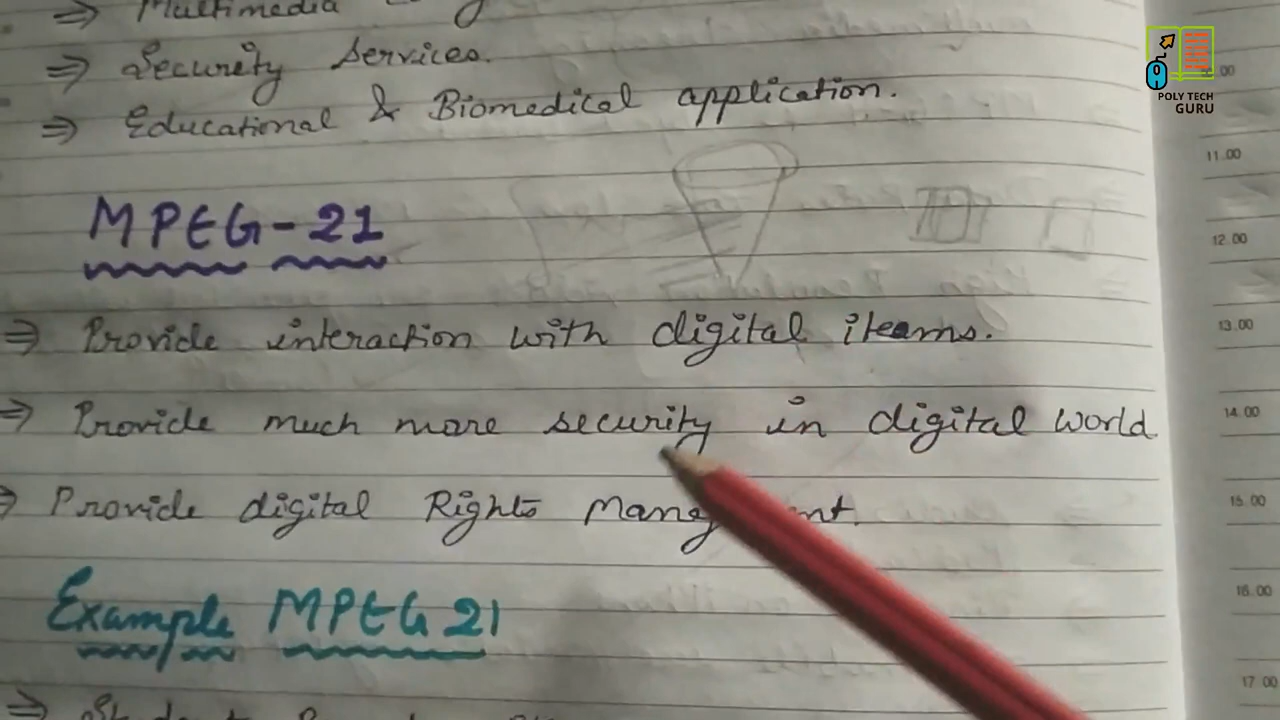 ⇒ Multimedia
⇒ Security Services.
⇒ Educational & Biomedical application.
MPEG-21
⇒ Provide interaction with digital iteams.
⇒ Provide much more security in digital world.
⇒ Provide digital Rights
Example MPEG 21
POLY TECH
GURU
11.00
12.00
13.00
14.00
15.00
16.00
17.00